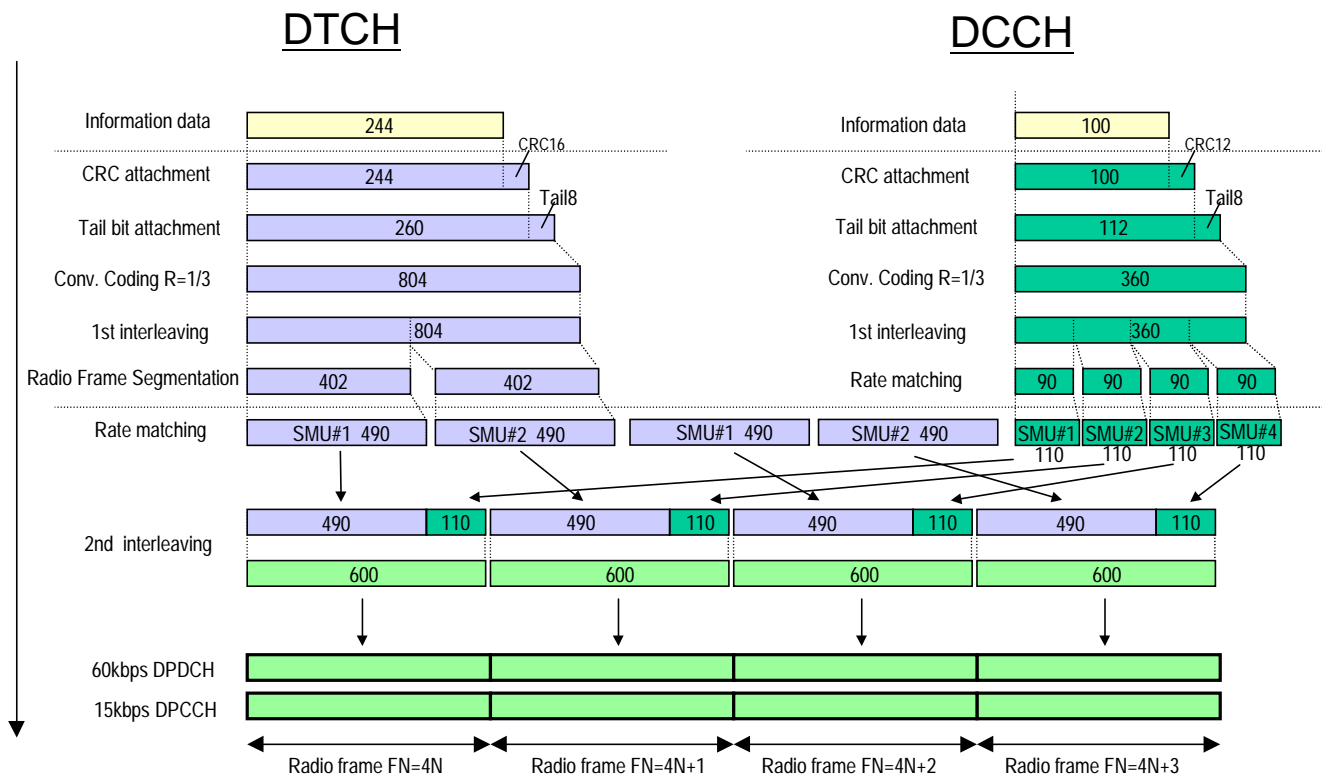 DTCH DCCH
Information data 244 Information data 100
CRC16 CRC12
CRC attachment 244 CRC attachment 100
Tail8 Tail8
Tail bit attachment 260 Tail bit attachment 112
Conv. Coding R=1/3 804 Conv. Coding R=1/3 360
1st interleaving 804 1st interleaving 360
Radio Frame Segmentation 402 402 Rate matching 90 90 90 90
Rate matching SMU#1 490 SMU#2 490 SMU#1 490 SMU#2 490 SMU#1 SMU#2 SMU#3 SMU#4
110 110 110 110
490 110 490 110 490 110 490 110
2nd interleaving
600 600 600 600
60kbps DPDCH
15kbps DPCCH
Radio frame FN=4N Radio frame FN=4N+1 Radio frame FN=4N+2 Radio frame FN=4N+3